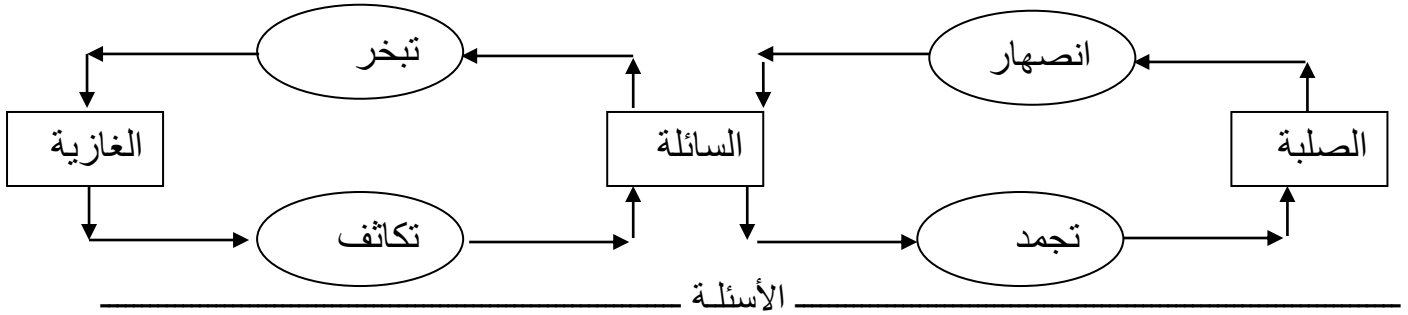 انصهار تبخر
الصلبة السائلة الغازية
تجمد تكاثف
الأسئلـة